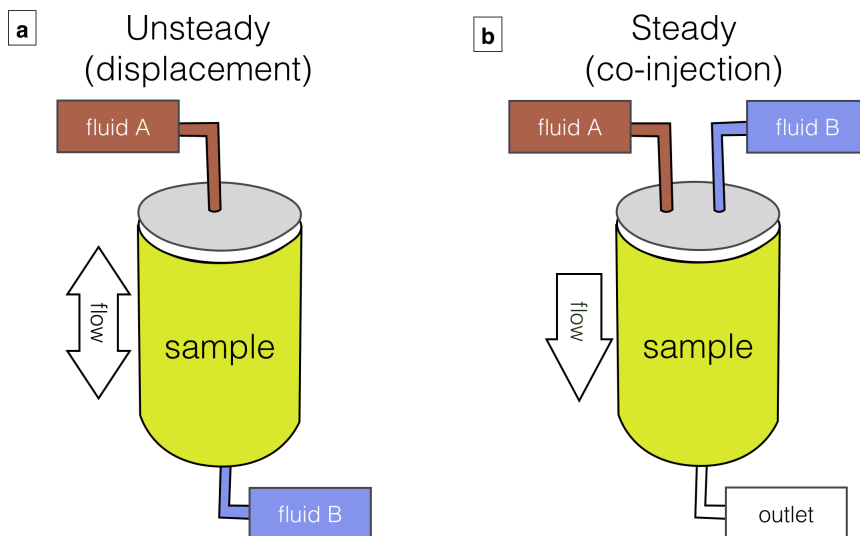 a
Unsteady
(displacement)
fluid A
flow
sample
fluid B
b
Steady
(co-injection)
fluid A
fluid B
flow
sample
outlet